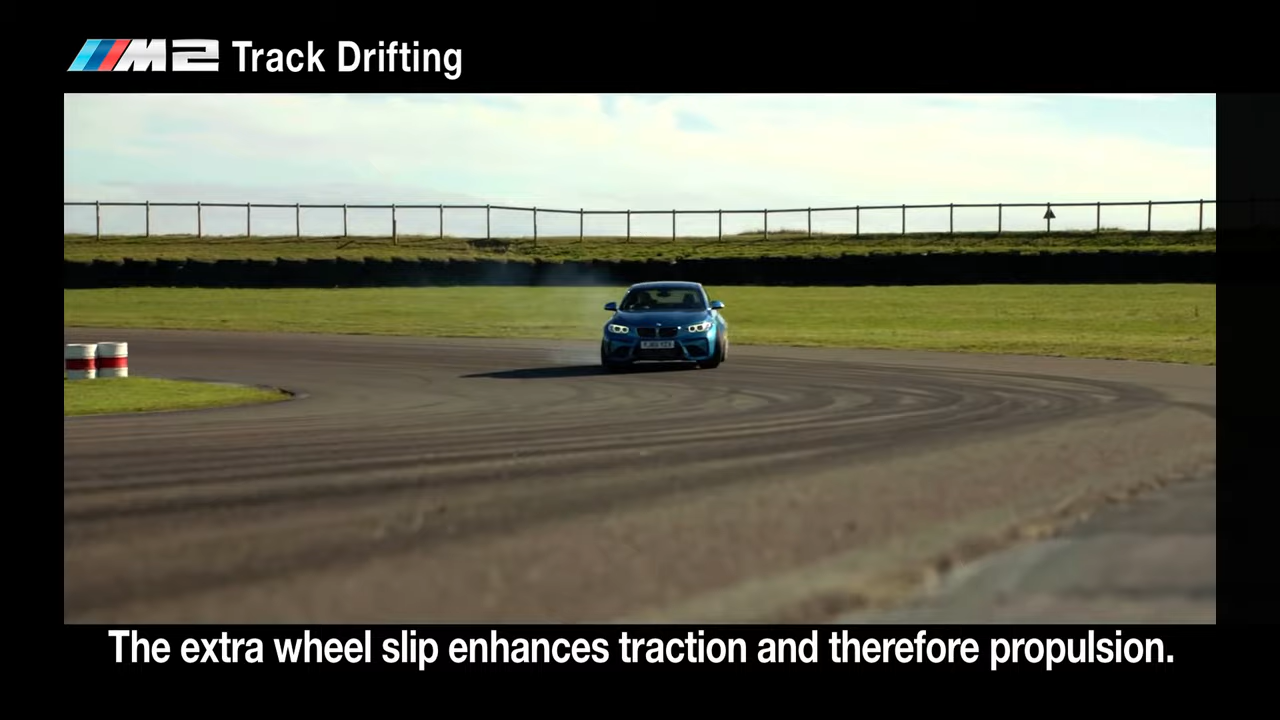 M2 Track Drifting
The extra wheel slip enhances traction and therefore propulsion.